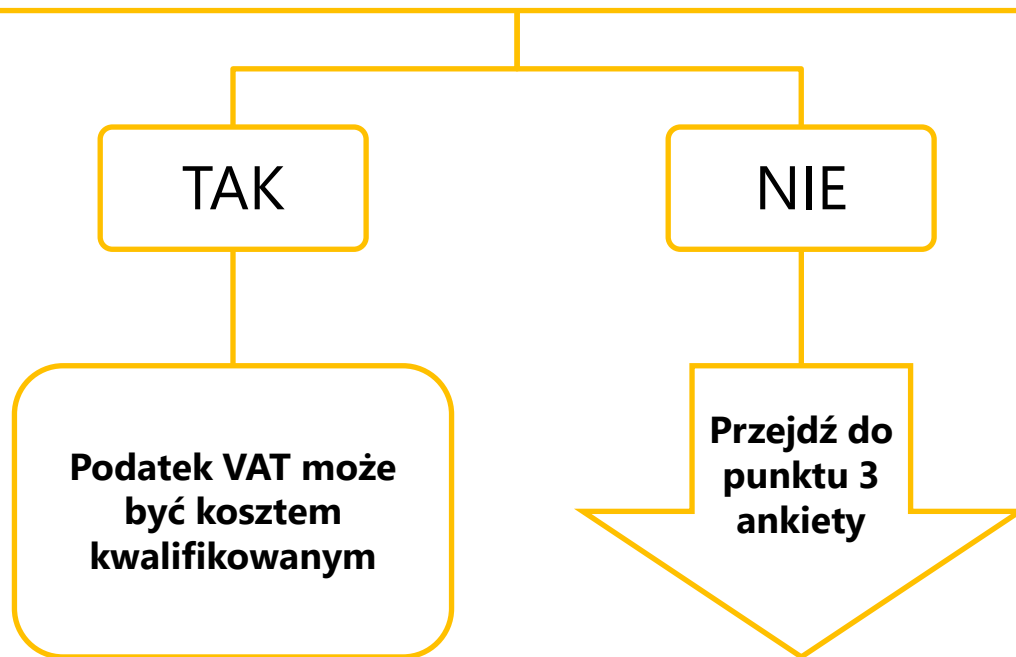 TAK
NIE
Podatek VAT może
być kosztem
kwalifikowanym
Przejdź do
punktu 3
ankiety